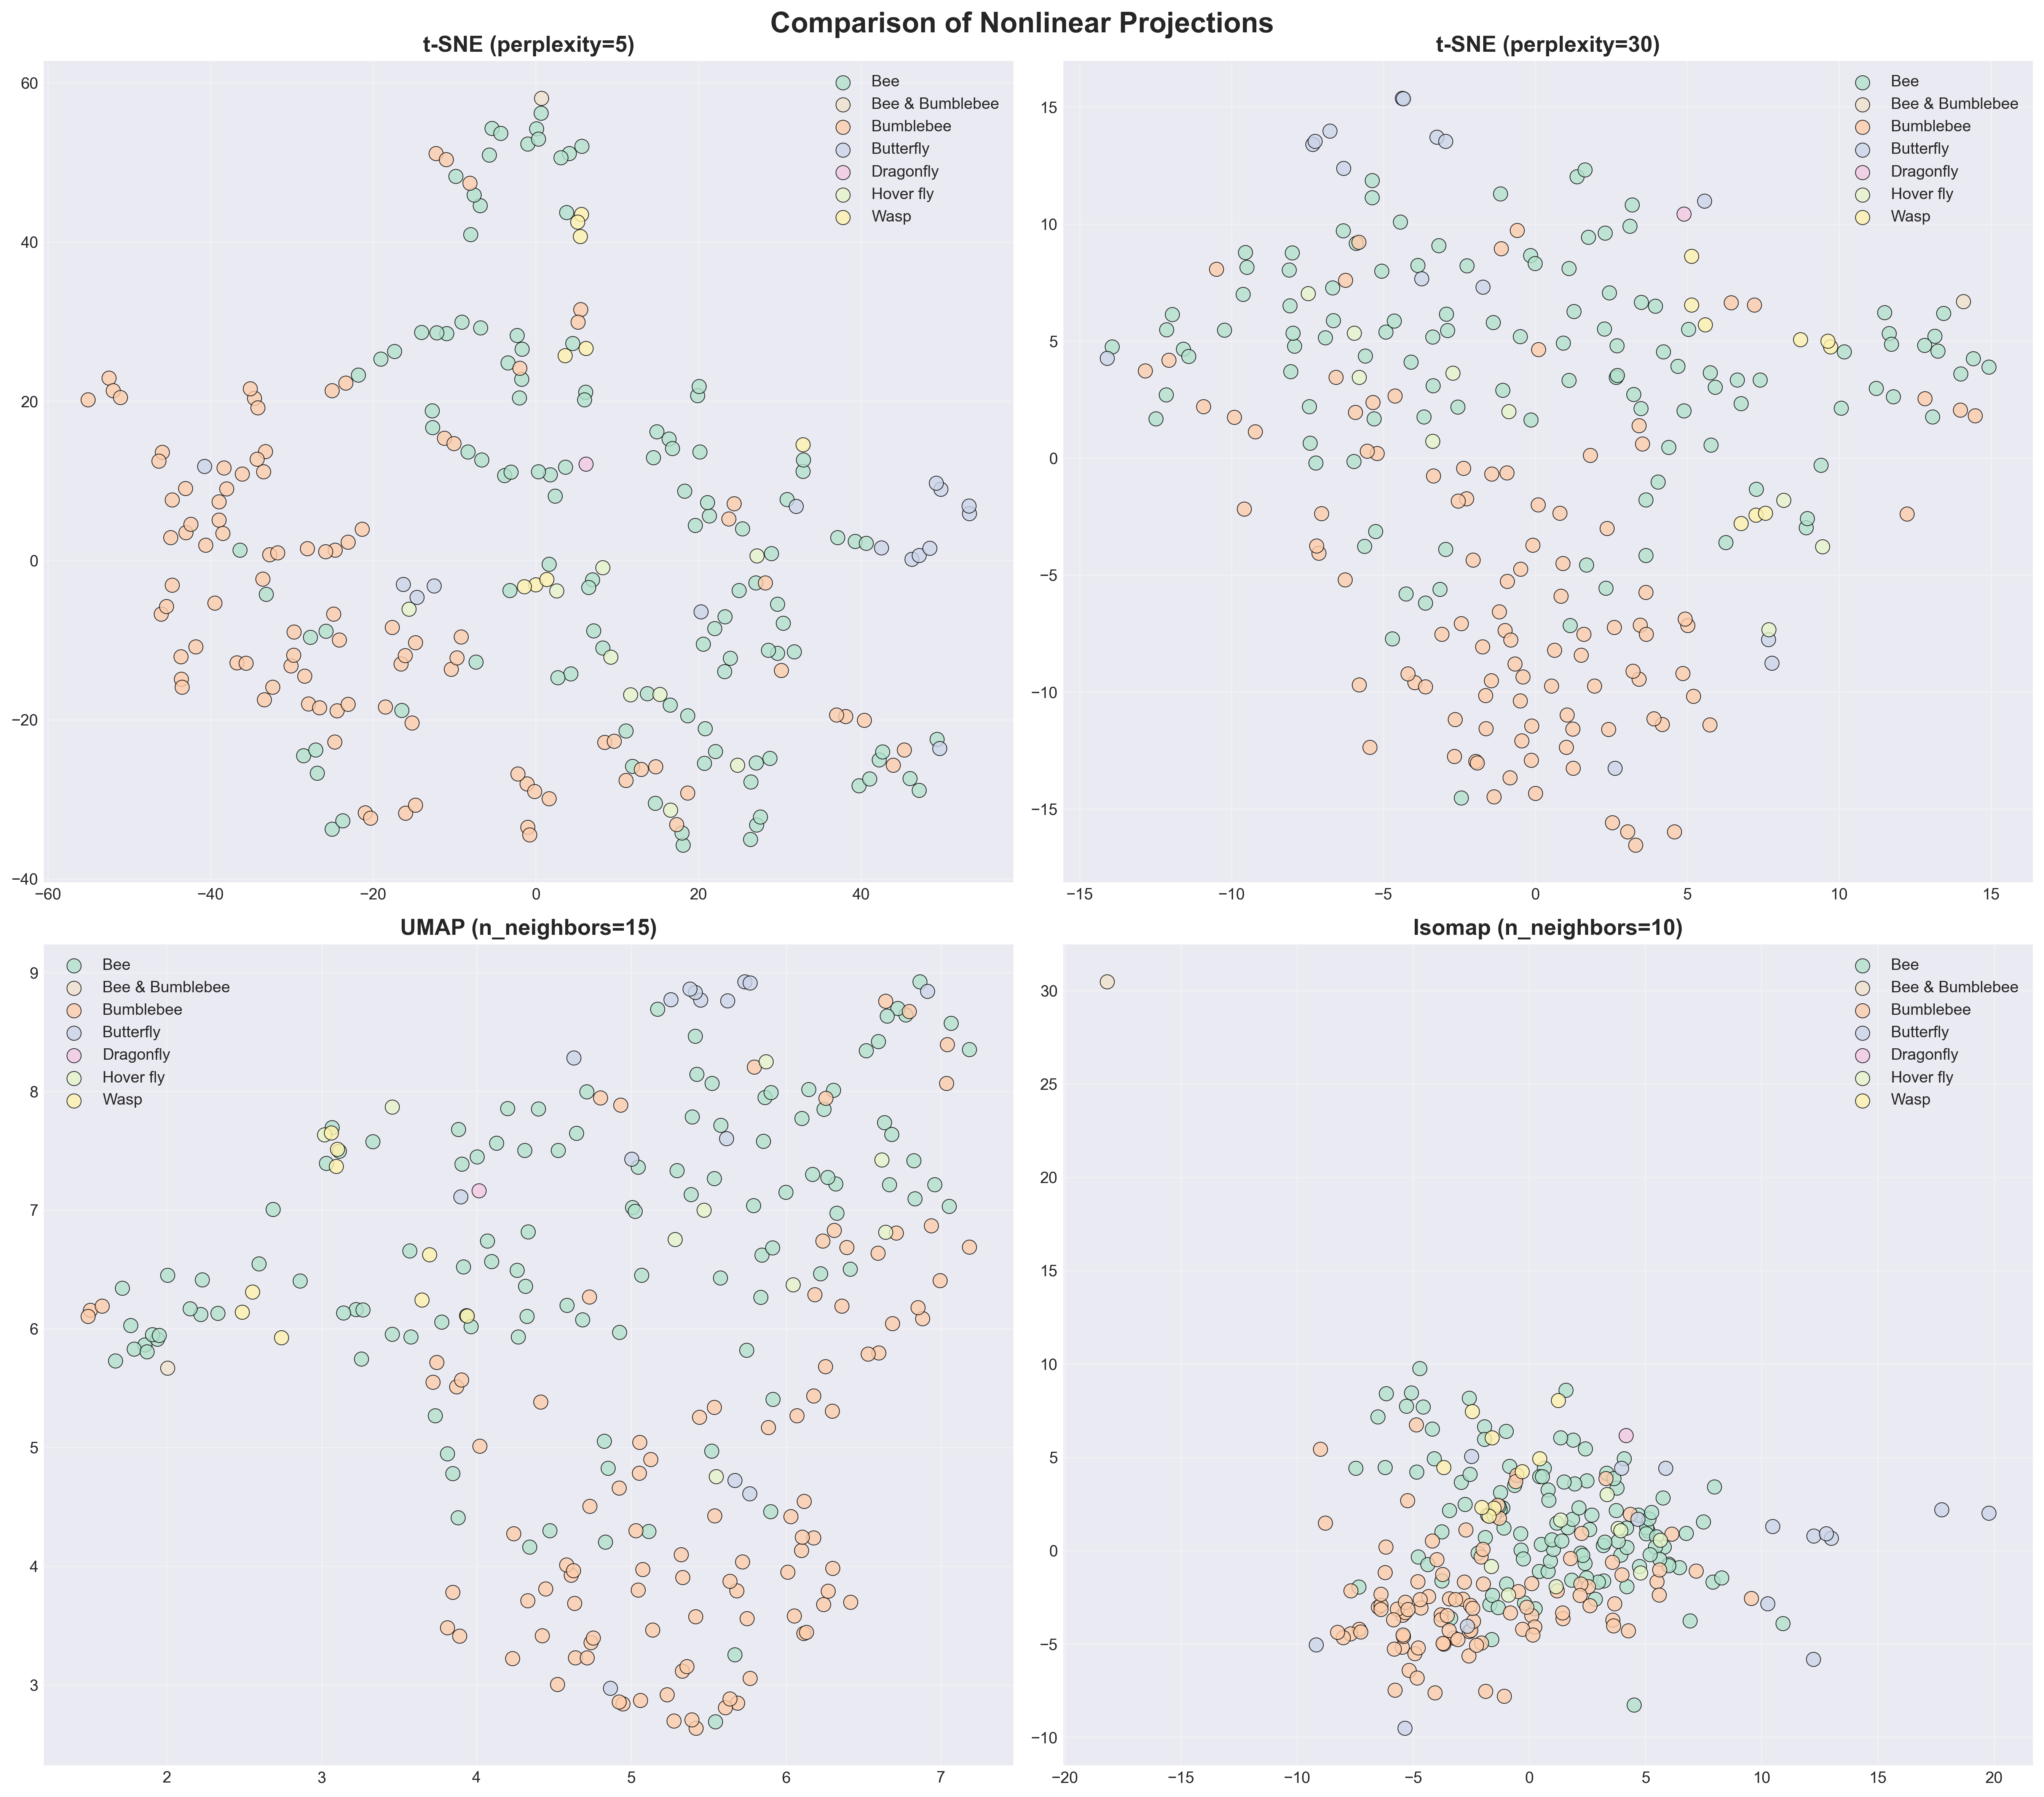 Comparison of Nonlinear Projections
t-SNE (perplexity=5)
60
40
20
0
−20
−40
−60
−40
−20
0
20
40
Bee
Bee & Bumblebee
Bumblebee
Butterfly
Dragonfly
Hover fly
Wasp
t-SNE (perplexity=30)
15
10
5
0
−5
−10
−15
−15
−10
−5
0
5
10
15
Bee
Bee & Bumblebee
Bumblebee
Butterfly
Dragonfly
Hover fly
Wasp
UMAP (n_neighbors=15)
9
8
7
6
5
4
3
2
3
4
5
6
7
Bee
Bee & Bumblebee
Bumblebee
Butterfly
Dragonfly
Hover fly
Wasp
Isomap (n_neighbors=10)
30
25
20
15
10
5
0
−5
−10
−20
−15
−10
−5
0
5
10
15
20
Bee
Bee & Bumblebee
Bumblebee
Butterfly
Dragonfly
Hover fly
Wasp